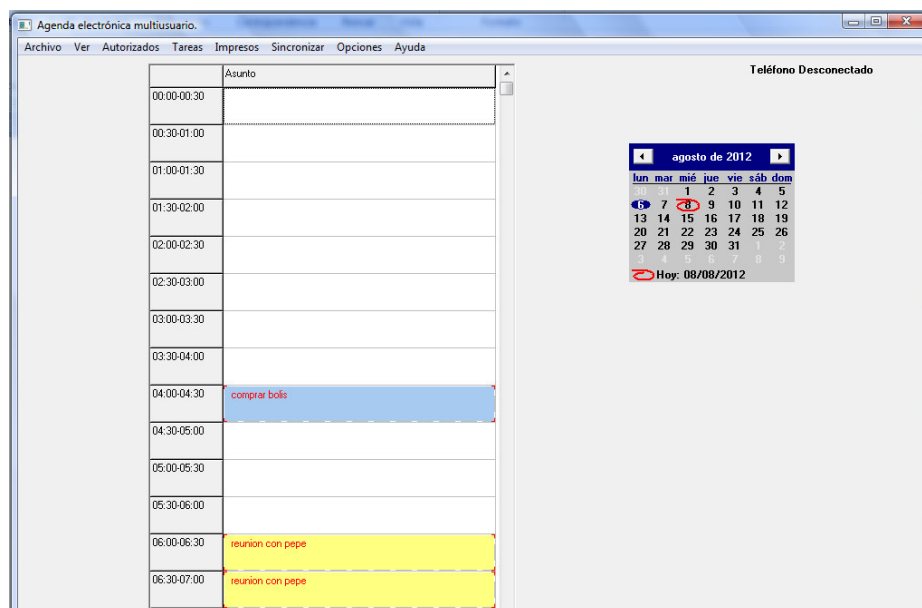 Agenda electrónica multiusuario.
Archivo Ver Autorizados Tareas Impresos Sincronizar Opciones Ayuda
Asunto
Teléfono Desconectado
00:00-00:30
00:30-01:00
01:00-01:30
01:30-02:00
02:00-02:30
02:30-03:00
03:00-03:30
03:30-04:00
04:00-04:30 comprar bolis
04:30-05:00
05:00-05:30
05:30-06:00
06:00-06:30 reunion con pepe
06:30-07:00 reunion con pepe
agosto de 2012
lun mar mié jue vie sáb dom
30 31 1 2 3 4 5
6 7 8 9 10 11 12
13 14 15 16 17 18 19
20 21 22 23 24 25 26
27 28 29 30 31 1 2
3 4 5 6 7 8 9
Hoy: 08/08/2012